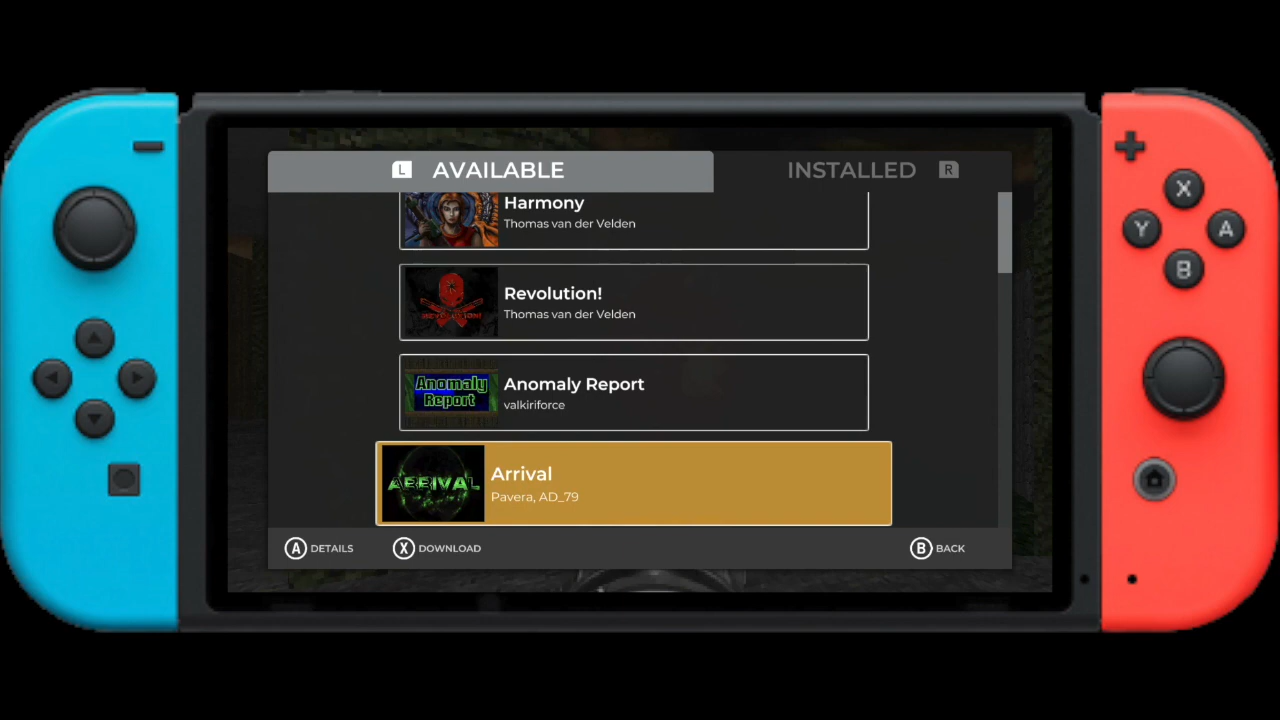 L AVAILABLE
INSTALLED R
Harmony
Thomas van der Velden
REVOLUTION!
Revolution!
Thomas van der Velden
Anomaly
Report
Anomaly Report
valkiriforce
ARRIVAL
Arrival
Pavera, AD_79
A DETAILS
X DOWNLOAD
B BACK
X
Y
A
B